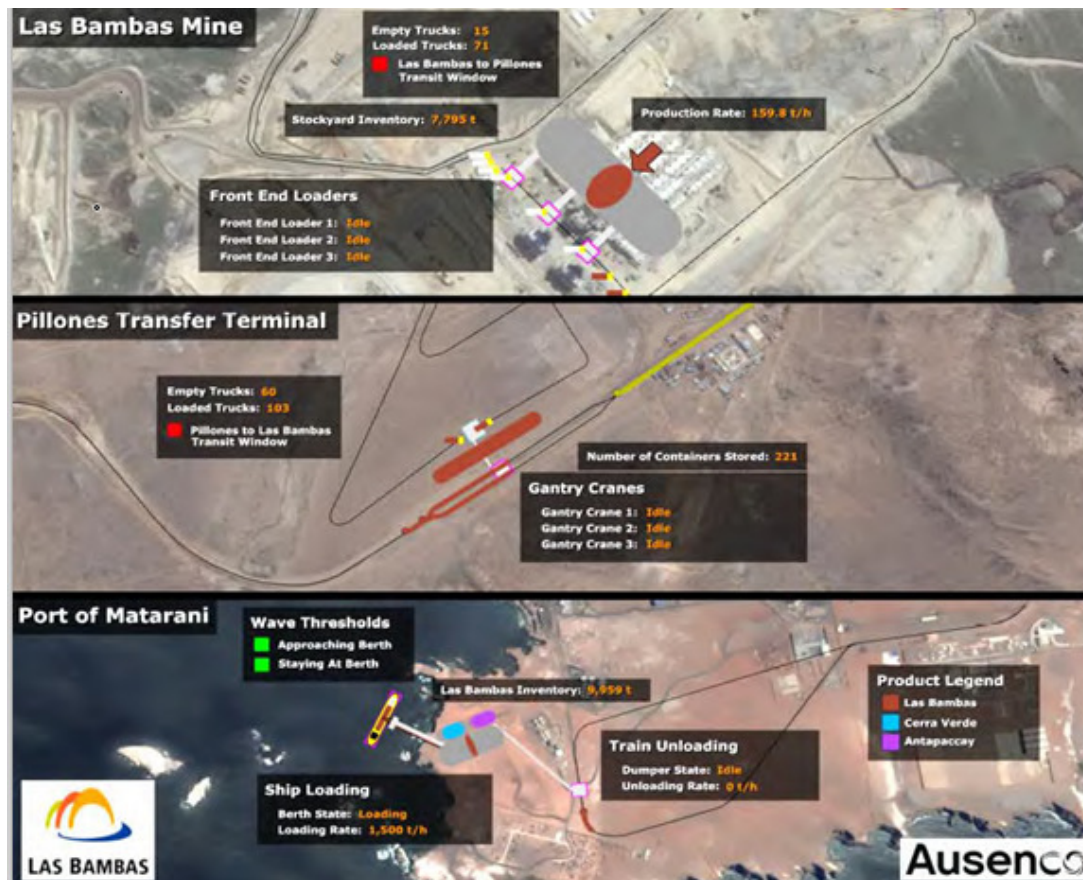 Las Bambas Mine
Empty Trucks: 15
Loaded Trucks: 71
Las Bambas to Pillones
Transit Window
Stockyard Inventory: 7,795 t
Production Rate: 159.8 t/h
Front End Loaders
Front End Loader 1: Idle
Front End Loader 2: Idle
Front End Loader 3: Idle
Pillones Transfer Terminal
Empty Trucks: 60
Loaded Trucks: 103
Pillones to Las Bambas
Transit Window
Number of Containers Stored: 221
Gantry Cranes
Gantry Crane 1: Idle
Gantry Crane 2: Idle
Gantry Crane 3: Idle
Port of Matarani
Wave Thresholds
Approaching Berth
Staying At Berth
Las Bambas Inventory: 9,959 t
Product Legend
Las Bambas
Cerra Verde
Antapaccay
Train Unloading
Dumper State: Idle
Unloading Rate: 0 t/h
Ship Loading
Berth State: Loading
Loading Rate: 1,500 t/h
LAS BAMBAS
Ausenco